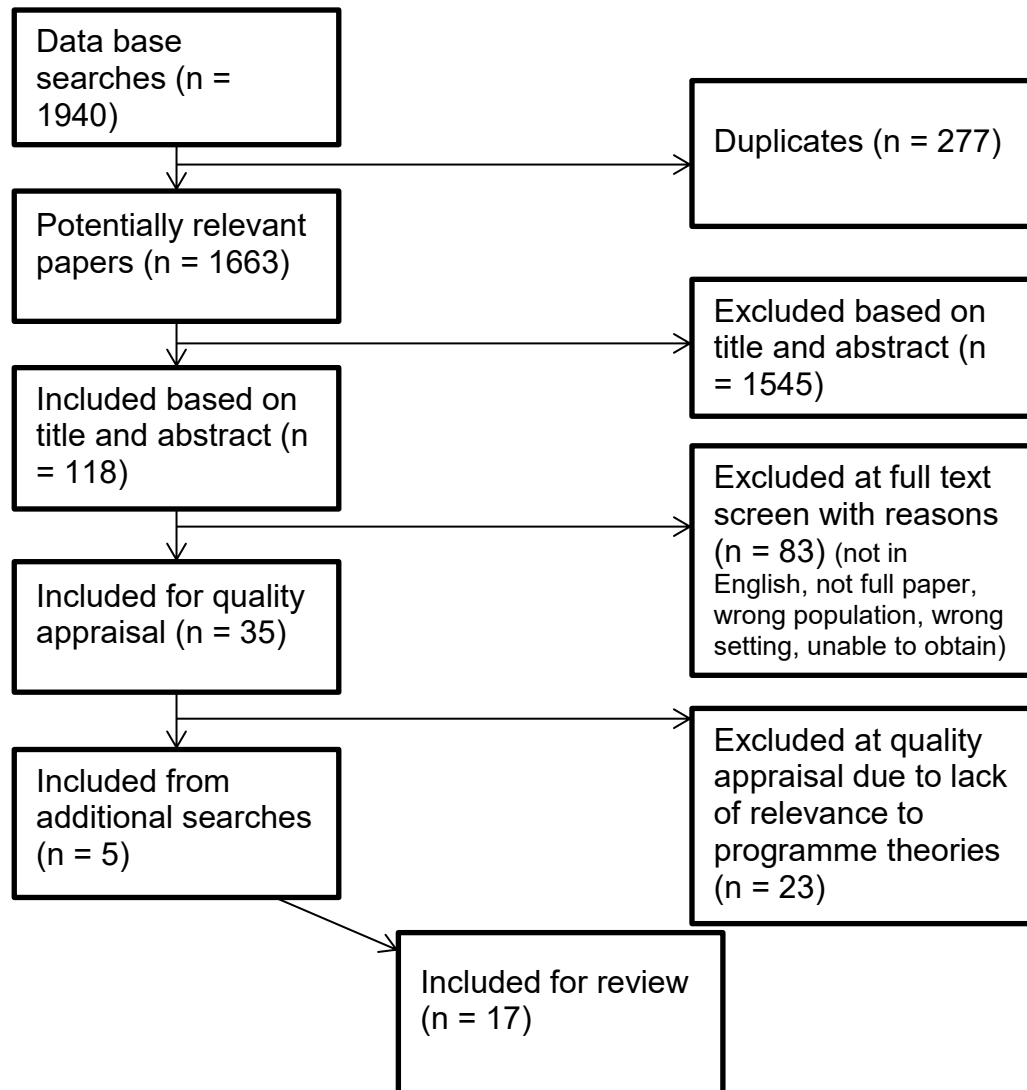 Data base
searches (n =
1940)
Duplicates (n = 277)
Potentially relevant
papers (n = 1663)
Excluded based on
title and abstract (n
= 1545)
Included based on
title and abstract (n
= 118)
Excluded at full text
screen with reasons
(n = 83) (not in
English, not full paper,
wrong population, wrong
setting, unable to obtain)
Included for quality
appraisal (n = 35)
Excluded at quality
appraisal due to lack
of relevance to
programme theories
(n = 23)
Included from
additional searches
(n = 5)
Included for review
(n = 17)